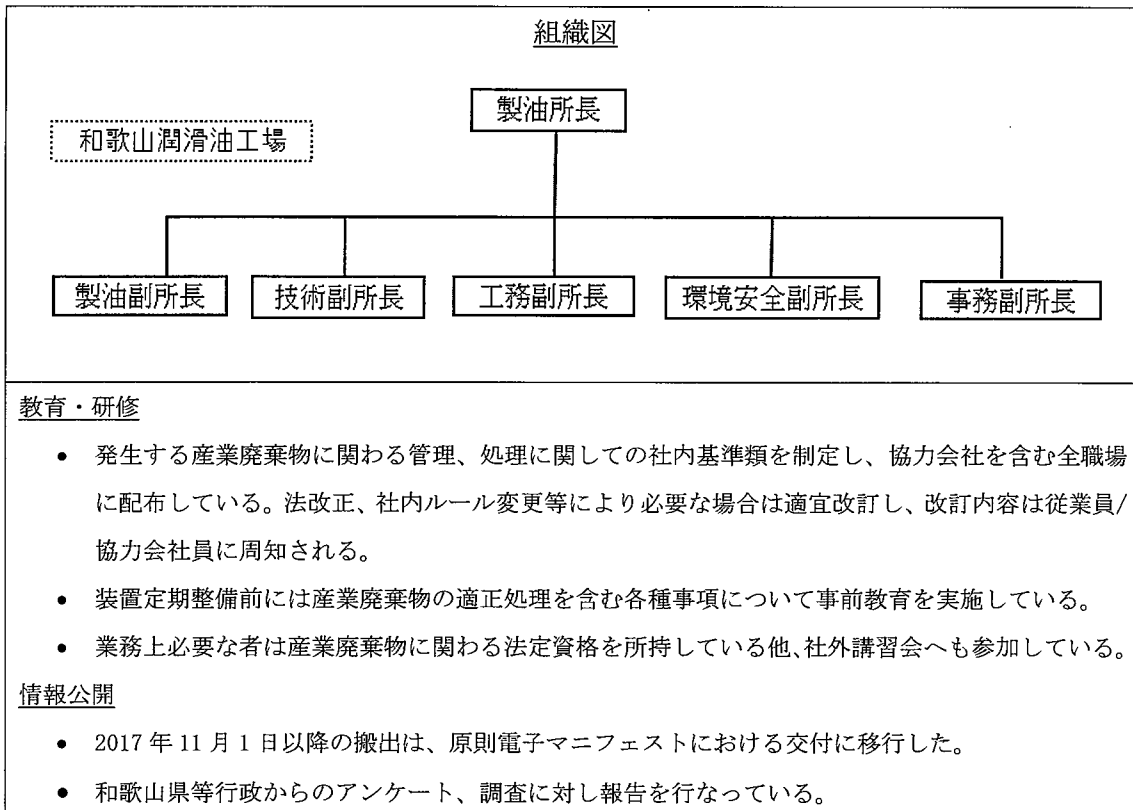 組織図
製油所長
和歌山潤滑油工場
製油副所長 技術副所長 工務副所長 環境安全副所長 事務副所長
教育・研修
• 発生する産業廃棄物に関わる管理、処理に関しての社内基準類を制定し、協力会社を含む全職場
に配布している。法改正、社内ルール変更等により必要な場合は適宜改訂し、改訂内容は従業員/
協力会社員に周知される。
• 装置定期整備前には産業廃棄物の適正処理を含む各種事項について事前教育を実施している。
• 業務上必要な者は産業廃棄物に関わる法定資格を所持している他、社外講習会へも参加している。
情報公開
• 2017年11月1日以降の搬出は、原則電子マニフェストにおける交付に移行した。
• 和歌山県等行政からのアンケート、調査に対し報告を行なっている。